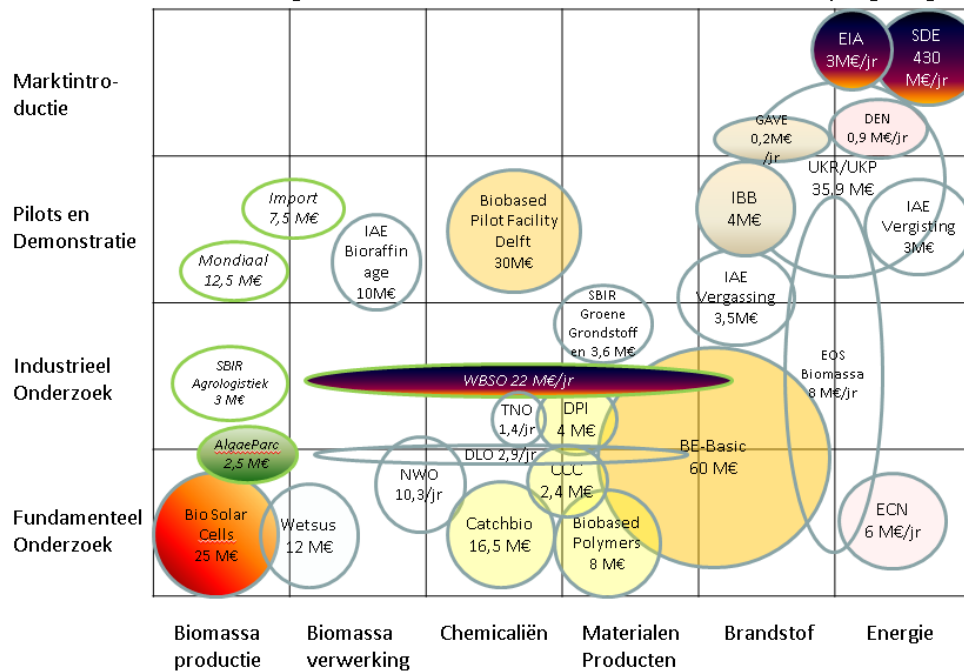 EIA
3M€/jr
SDE
430
M€/jr
Marktintro-
ductie
GAVE
0,2M€
/jr
DEN
0,9 M€/jr
UKR/UKP
35,9 M€
Pilots en
Demonstratie
Import
7,5 M€
Mondiaal
12,5 M€
IAE
Bioraffin
age
10M€
Biobased
Pilot Facility
Delft
30M€
IBB
4M€
IAE
Vergisting
3M€
IAE
Vergassing
3,5M€
SBIR
Groene
Grondstoff
en 3,6 M€
Industrieel
Onderzoek
SBIR
Agrologistiek
3 M€
WBSO 22 M€/jr
EOS
Biomassa
8 M€/jr
TNO
1,4/jr
DPI
4 M€
BE-Basic
60 M€
AlgaeParc
2,5 M€
DLO 2,9/jr
NWO
10,3/jr
CCC
2,4 M€
Fundamenteel
Onderzoek
Bio Solar
Cells
25 M€
Wetsus
12 M€
Catchbio
16,5 M€
Biobased
Polymers
8 M€
ECN
6 M€/jr
Biomassa
productie
Biomassa
verwerking
Chemicaliën
Materialen
Producten
Brandstof
Energie